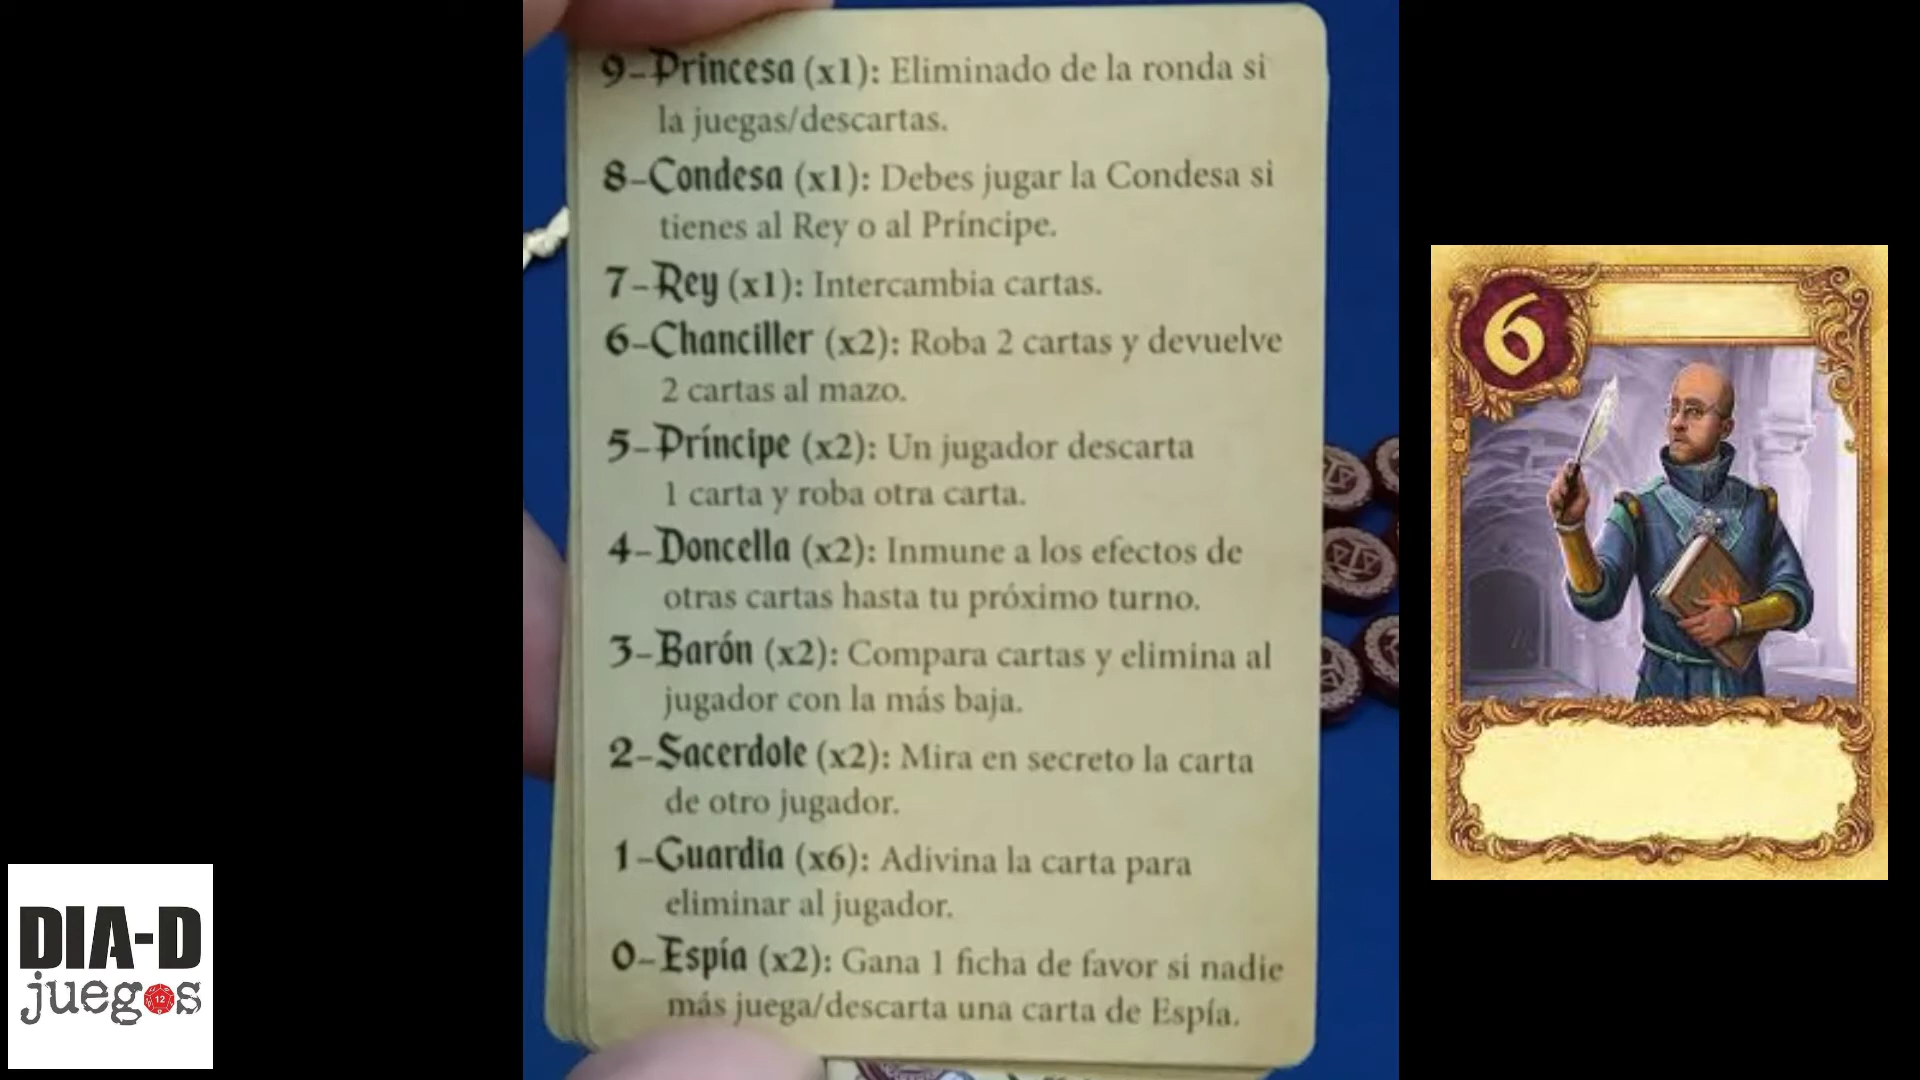 9-Princesa (x1): Eliminado de la ronda si
la juegas/descartas.
8-Condesa (x1): Debes jugar la Condesa si
tienes al Rey o al Príncipe.
7-Rey (x1): Intercambia cartas.
6-Chanciller (x2): Roba 2 cartas y devuelve
2 cartas al mazo.
5-Príncipe (x2): Un jugador descarta
1 carta y roba otra carta.
4-Doncella (x2): Inmune a los efectos de
otras cartas hasta tu próximo turno.
3-Barón (x2): Compara cartas y elimina al
jugador con la más baja.
2-Sacerdote (x2): Mira en secreto la carta
de otro jugador.
1-Guardia (x6): Adivina la carta para
eliminar al jugador.
0-Espía (x2): Gana 1 ficha de favor si nadie
más juega/descarta una carta de Espía.
6
DIA-D
juegos
12